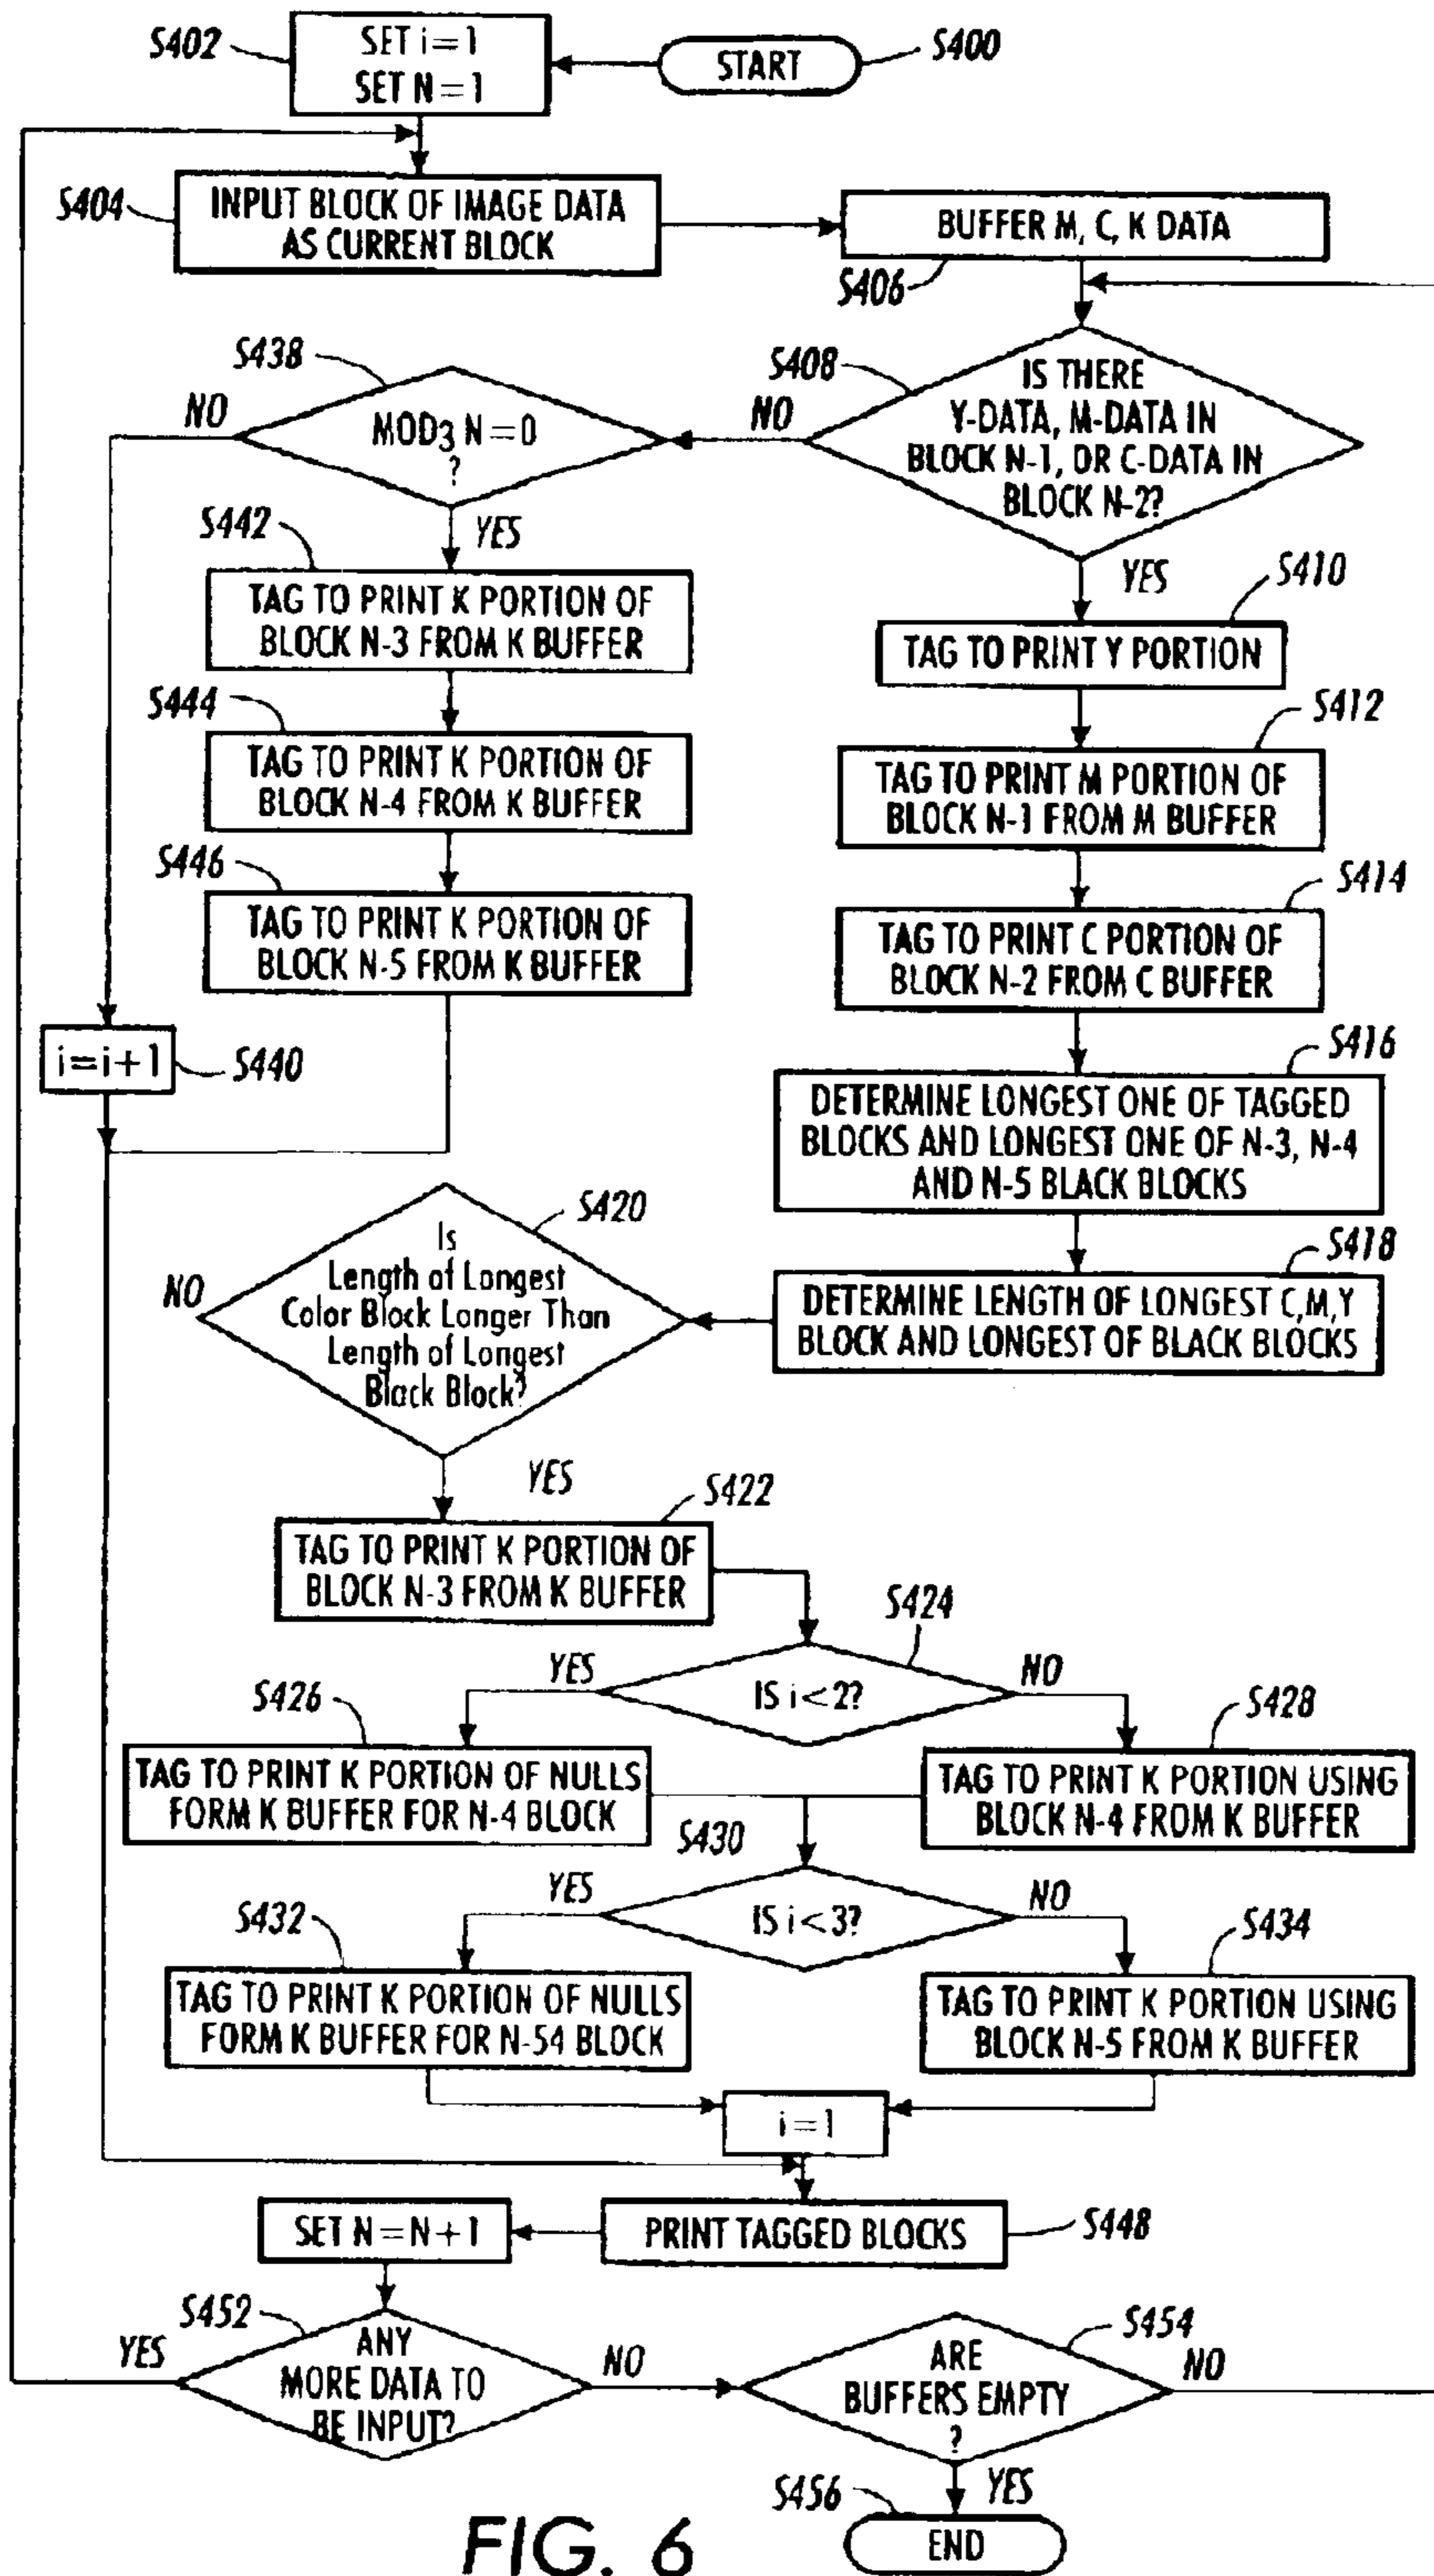 S402
SET i=1
SET N=1
START
S400
S404
INPUT BLOCK OF IMAGE DATA
AS CURRENT BLOCK
BUFFER M, C, K DATA
S406
S438
NO
MOD3 N=0
?
YES
S408
NO
IS THERE
Y-DATA, M-DATA IN
BLOCK N-1, OR C-DATA IN
BLOCK N-2?
YES
S410
TAG TO PRINT Y PORTION
S442
TAG TO PRINT K PORTION OF
BLOCK N-3 FROM K BUFFER
S412
TAG TO PRINT M PORTION OF
BLOCK N-1 FROM M BUFFER
S444
TAG TO PRINT K PORTION OF
BLOCK N-4 FROM K BUFFER
S414
TAG TO PRINT C PORTION OF
BLOCK N-2 FROM C BUFFER
S446
TAG TO PRINT K PORTION OF
BLOCK N-5 FROM K BUFFER
i=i+1
S440
S416
DETERMINE LONGEST ONE OF TAGGED
BLOCKS AND LONGEST ONE OF N-3, N-4
AND N-5 BLACK BLOCKS
S418
DETERMINE LENGTH OF LONGEST C,M,Y
BLOCK AND LONGEST OF BLACK BLOCKS
S420
NO
Is
Length of Longest
Color Block Longer Than
Length of Longest
Black Block?
YES
S422
TAG TO PRINT K PORTION OF
BLOCK N-3 FROM K BUFFER
S424
YES
IS i<2?
NO
S426
TAG TO PRINT K PORTION OF NULLS
FORM K BUFFER FOR N-4 BLOCK
S428
TAG TO PRINT K PORTION USING
BLOCK N-4 FROM K BUFFER
S430
YES
IS i<3?
NO
S432
TAG TO PRINT K PORTION OF NULLS
FORM K BUFFER FOR N-54 BLOCK
S434
TAG TO PRINT K PORTION USING
BLOCK N-5 FROM K BUFFER
i=1
SET N=N+1
PRINT TAGGED BLOCKS
S448
S452
YES
ANY
MORE DATA TO
BE INPUT?
NO
S454
ARE
BUFFERS EMPTY
?
NO
YES
S456
END
FIG. 6